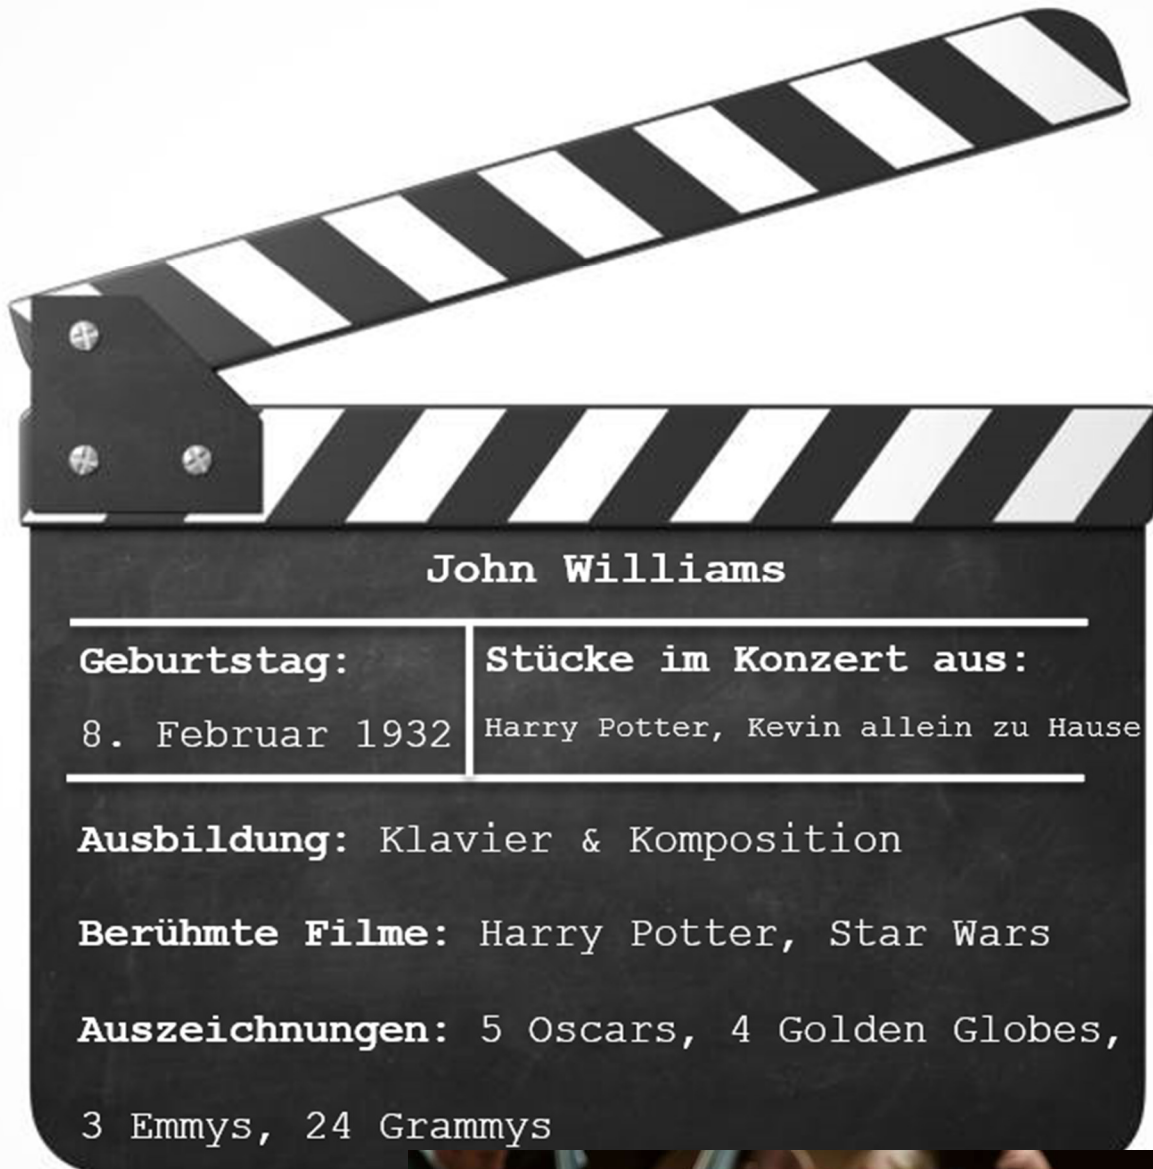 John Williams
Geburtstag:
8. Februar 1932
Stücke im Konzert aus:
Harry Potter, Kevin allein zu Hause
Ausbildung: Klavier & Komposition
Berühmte Filme: Harry Potter, Star Wars
Auszeichnungen: 5 Oscars, 4 Golden Globes,
3 Emmys, 24 Grammys